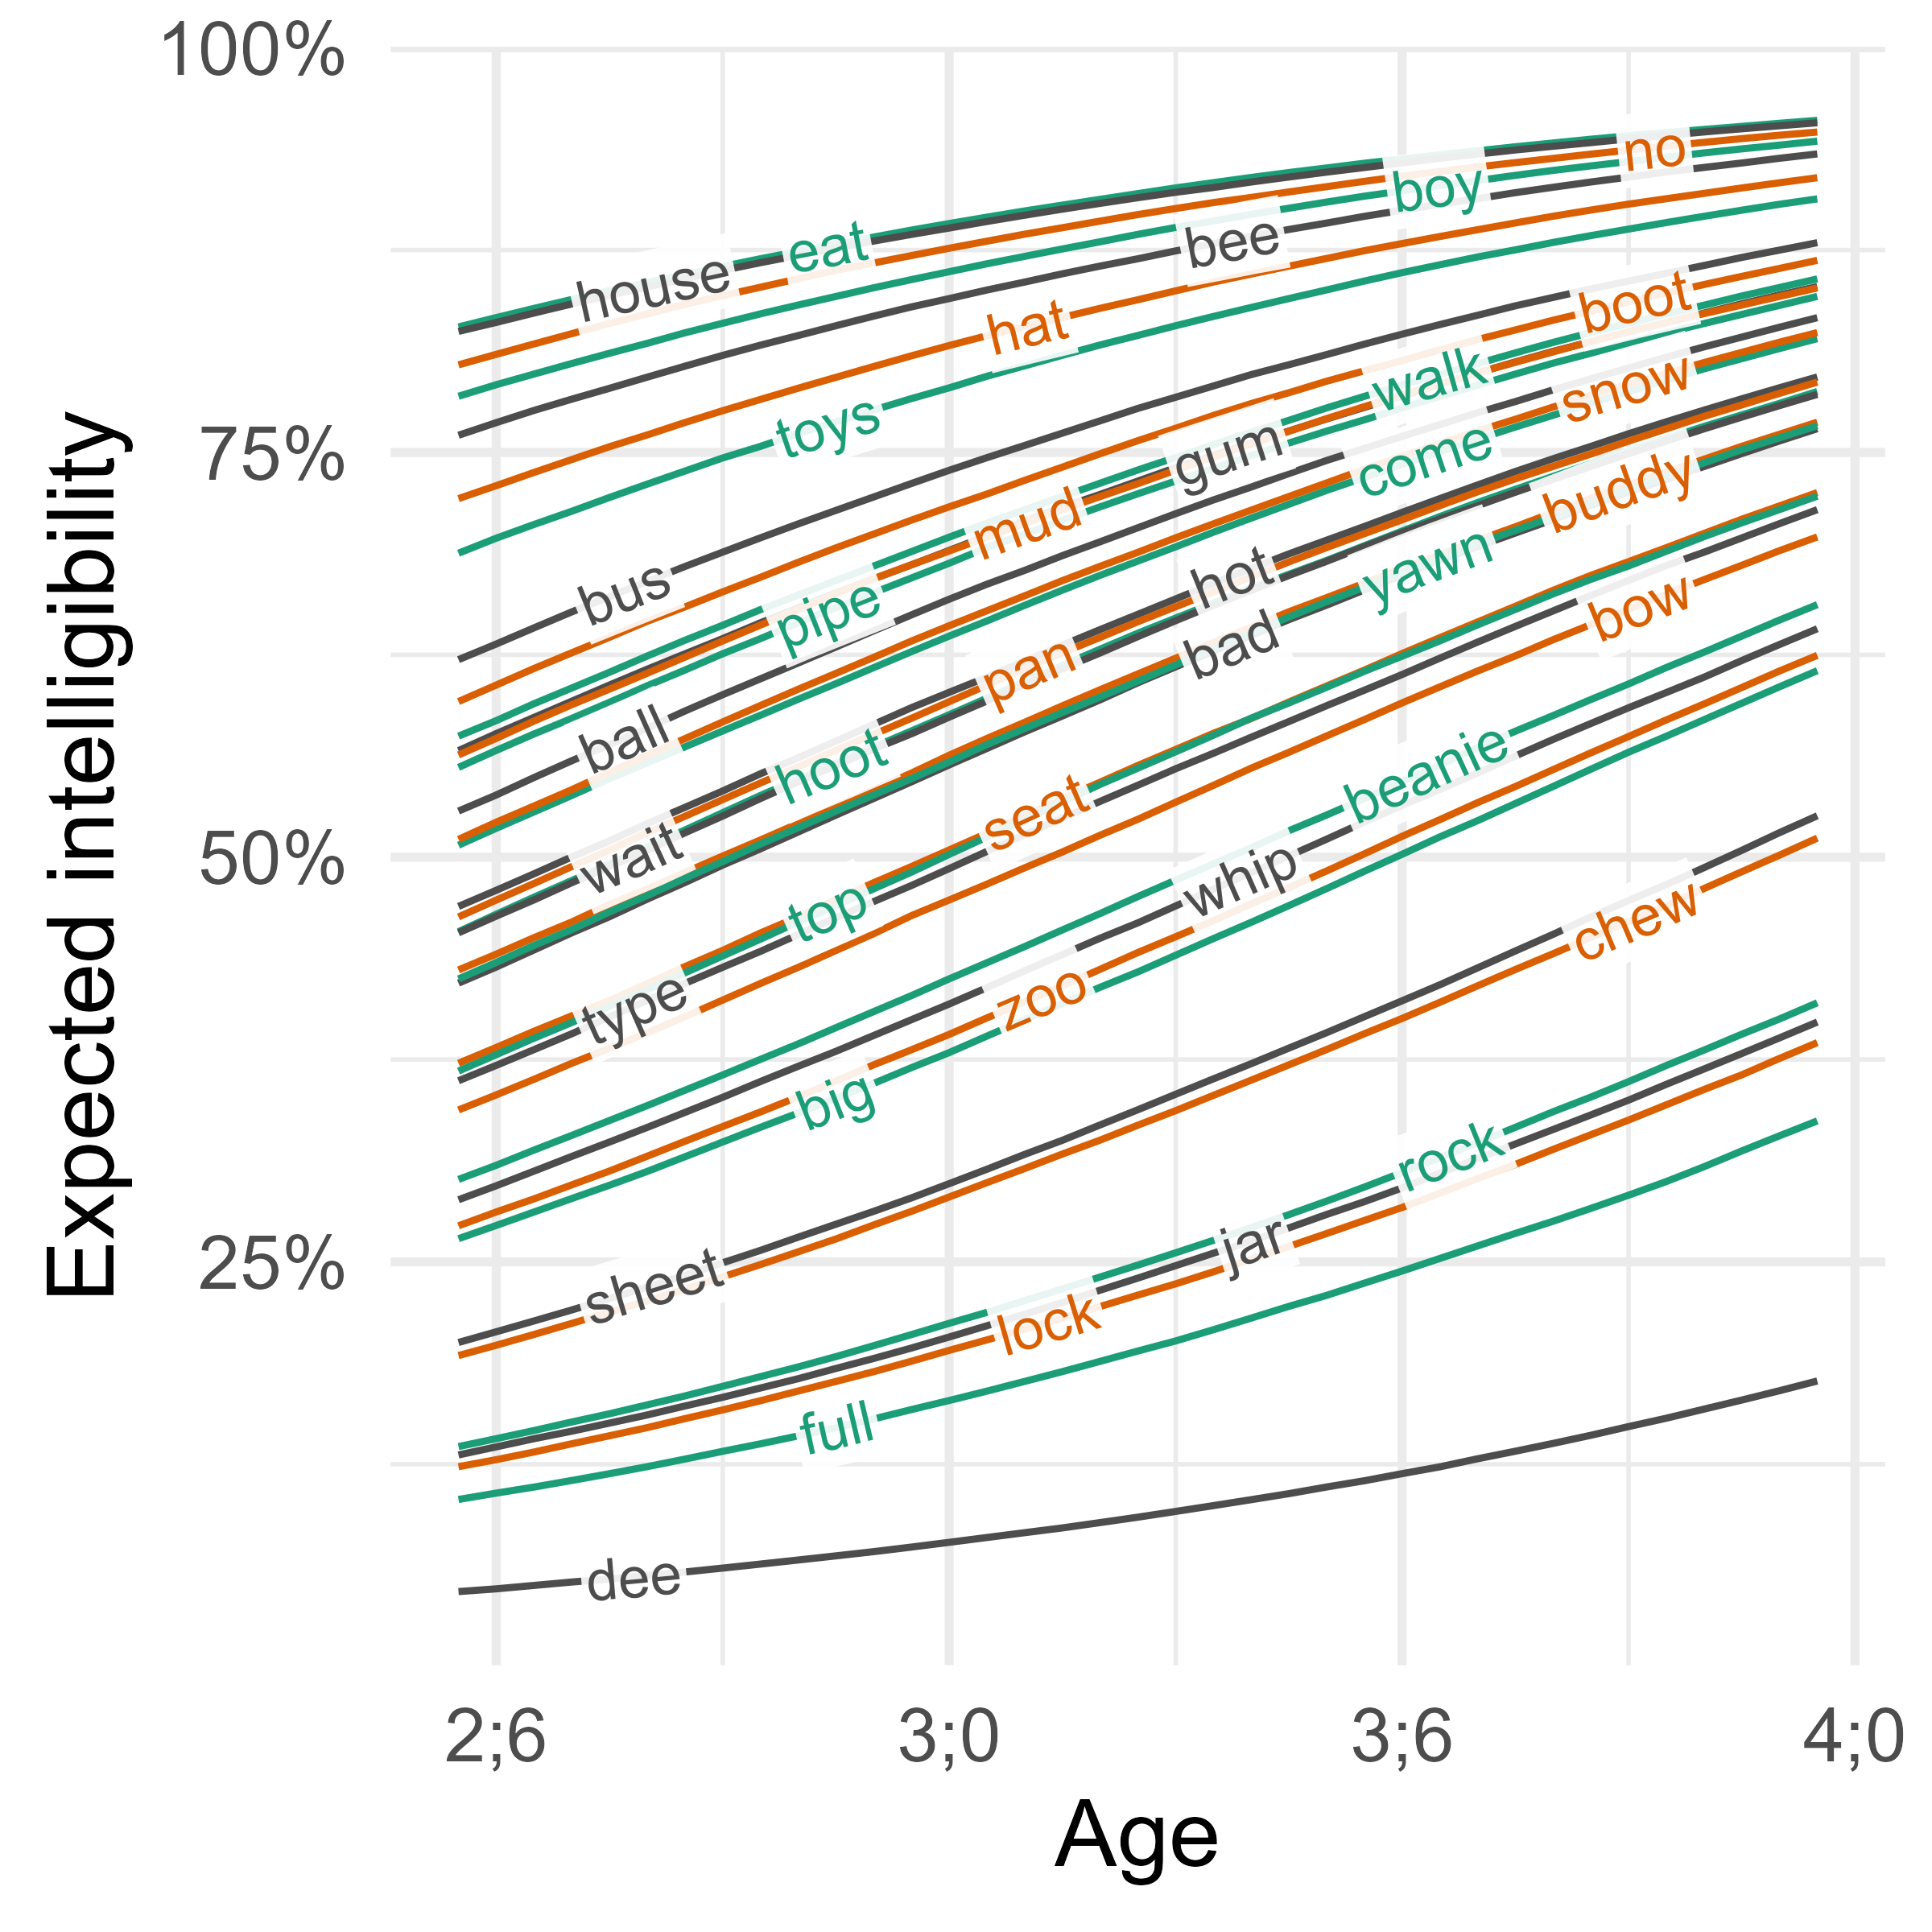 100%
75%
50%
25%
Expected intelligibility
no
boy
eat
bee
house
hat
boot
toys
walk
snow
gum
come
mud
buddy
bus
hot
yawn
pipe
bow
bad
pan
ball
hoot
beanie
seat
wait
whip
top
chew
zoo
type
big
rock
jar
sheet
lock
full
dee
2;6 3;0 3;6 4;0
Age